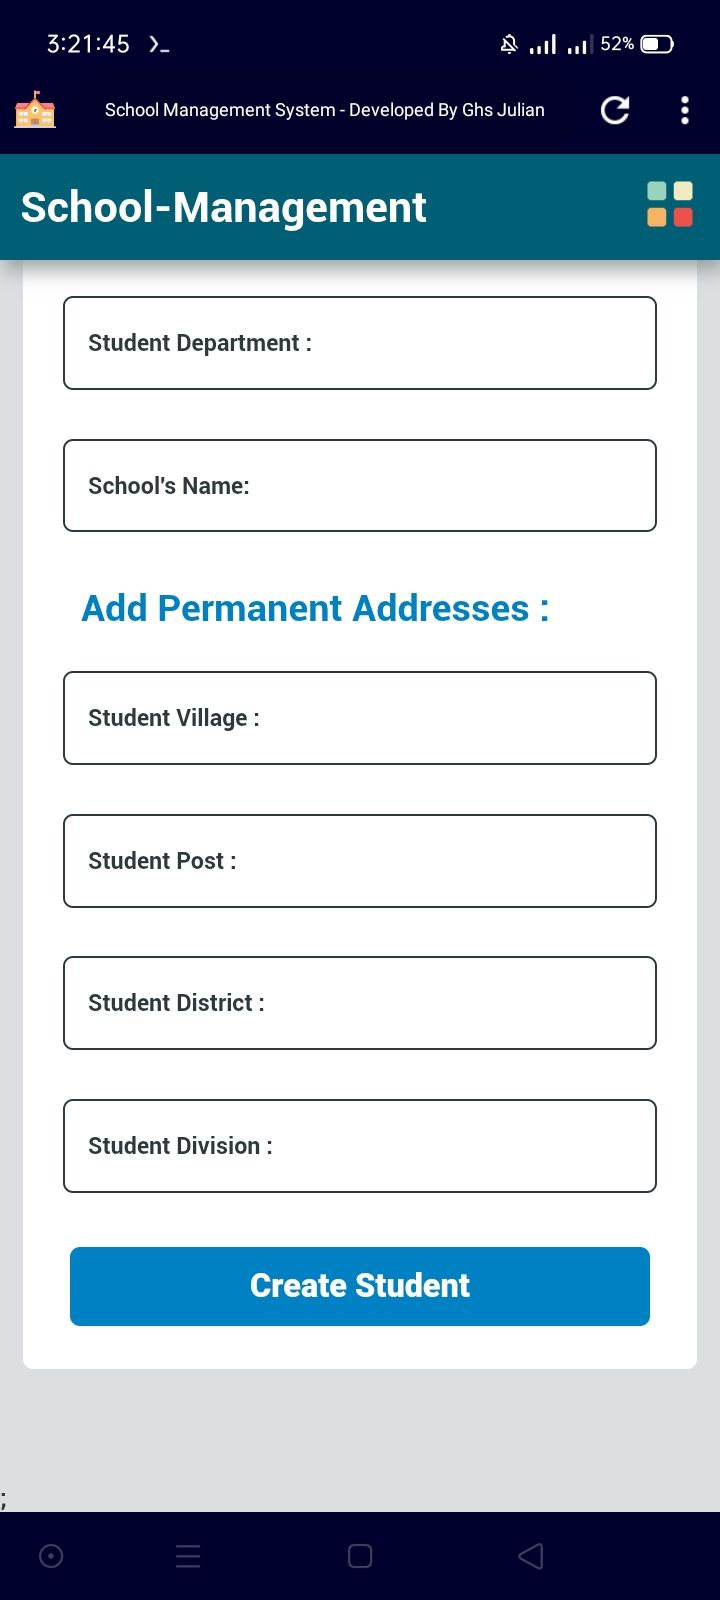 3:21:45
52%
School Management System - Developed By Ghs Julian
School-Management
Student Department :
School's Name:
Add Permanent Addresses :
Student Village :
Student Post :
Student District :
Student Division :
Create Student
;